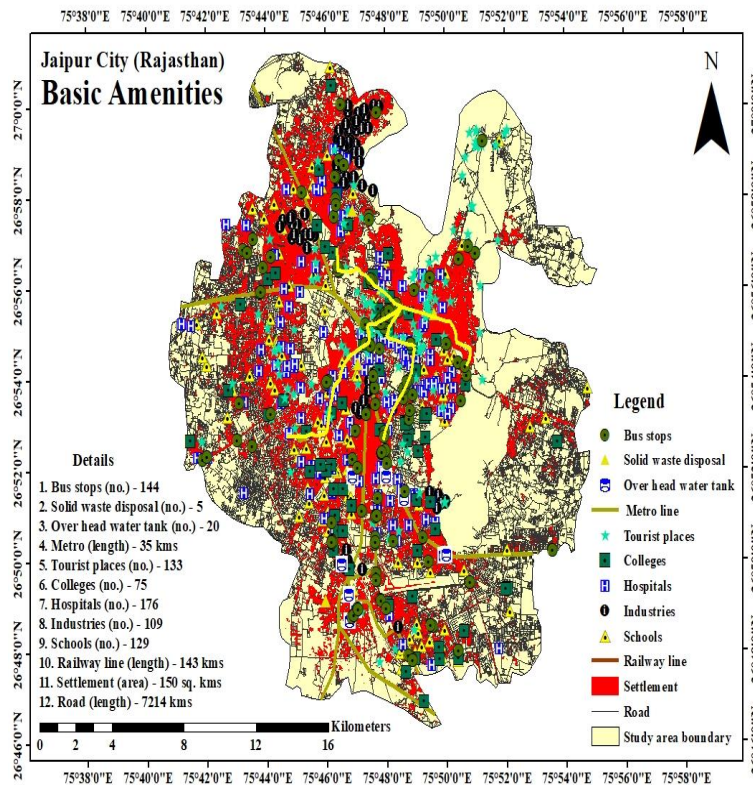 75°38'0"E 75°40'0"E 75°42'0"E 75°44'0"E 75°46'0"E 75°48'0"E 75°50'0"E 75°52'0"E 75°54'0"E 75°56'0"E 75°58'0"E
Jaipur City (Rajasthan)
Basic Amenities
N
27°0'0"N
26°58'0"N
26°56'0"N
26°54'0"N
26°52'0"N
26°50'0"N
26°48'0"N
26°46'0"N
Details
1. Bus stops (no.) - 144
2. Solid waste disposal (no.) - 5
3. Over head water tank (no.) - 20
4. Metro (length) - 35 kms
5. Tourist places (no.) - 133
6. Colleges (no.) - 75
7. Hospitals (no.) - 176
8. Industries (no.) - 109
9. Schools (no.) - 129
10. Railway line (length) - 143 kms
11. Settlement (area) - 150 sq. kms
12. Road (length) - 7214 kms
Kilometers
0 2 4 8 12 16
Legend
Bus stops
Solid waste disposal
Over head water tank
Metro line
Tourist places
Colleges
Hospitals
Industries
Schools
Railway line
Settlement
Road
Study area boundary
75°38'0"E 75°40'0"E 75°42'0"E 75°44'0"E 75°46'0"E 75°48'0"E 75°50'0"E 75°52'0"E 75°54'0"E 75°56'0"E 75°58'0"E